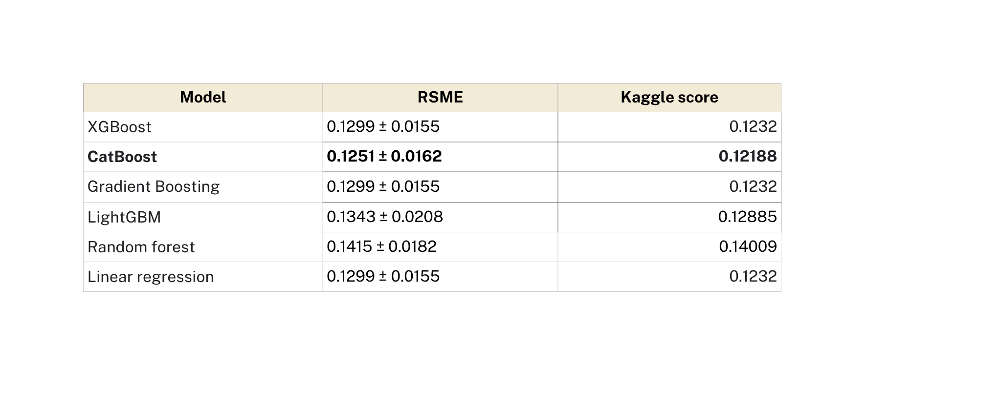 Model RSME Kaggle score
XGBoost 0.1299 ± 0.0155 0.1232
CatBoost 0.1251 ± 0.0162 0.12188
Gradient Boosting 0.1299 ± 0.0155 0.1232
LightGBM 0.1343 ± 0.0208 0.12885
Random forest 0.1415 ± 0.0182 0.14009
Linear regression 0.1299 ± 0.0155 0.1232